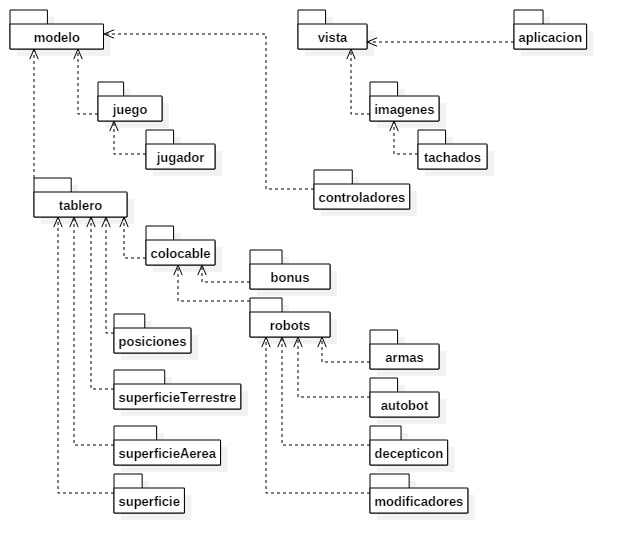 modelo
vista
aplicacion
juego
imagenes
jugador
tachados
controladores
tablero
colocable
bonus
robots
posiciones
armas
superficieTerrestre
autobot
superficieAerea
decepticon
superficie
modificadores